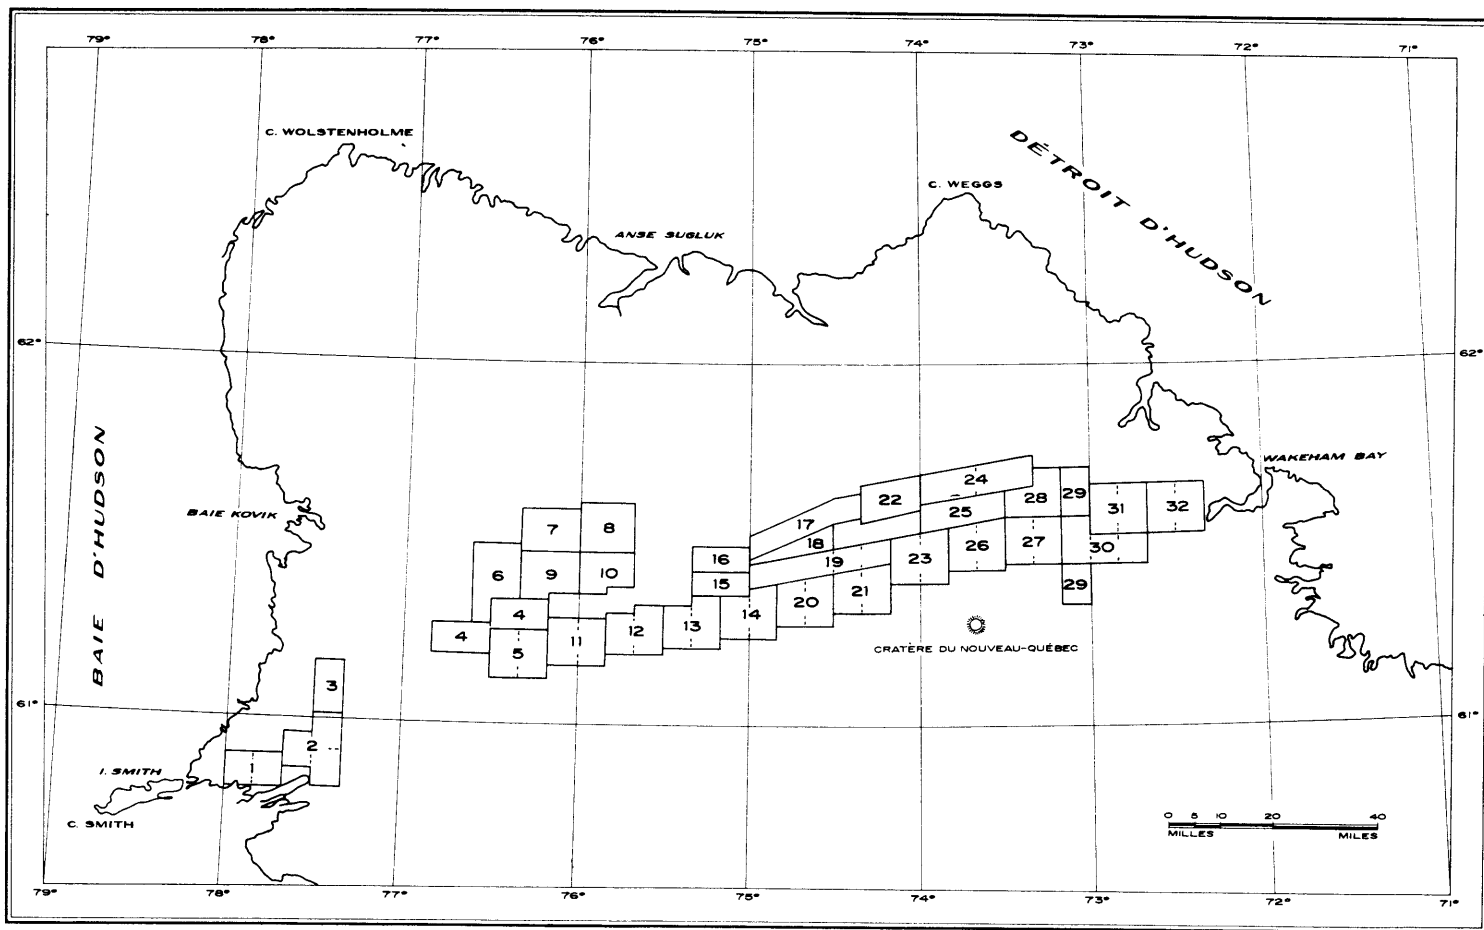 79° 78° 77° 76° 75° 74° 73° 72° 71°
C. WOLSTENHOLME
DÉTROIT D'HUDSON
C. WEGGS
ANSE SUGLUK
62° 62°
BAIE D'HUDSON
WAKEHAM BAY
24
22 28 29
17 31 32
BAIE KOVIK
25
7 8
18 27 30
16 19 23 26
6 9 10
15 29
20 21
4 14
4 12 13
11
CRATÈRE DU NOUVEAU-QUÉBEC
5
3
61° 61°
2
1
I. SMITH
C. SMITH
0 5 10 20 40
MILLES MILES
79° 78° 77° 76° 75° 74° 73° 72° 71°